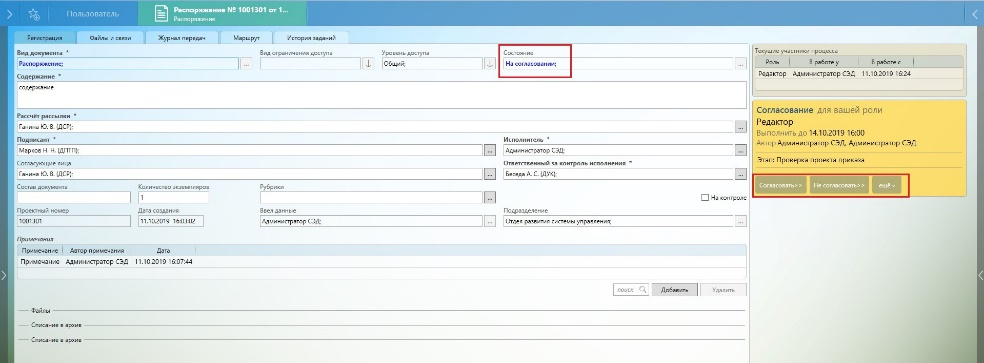 Пользователь
Распоряжение № 1001301 от 1...
Распоряжение
Регистрация Файлы и связи Журнал передач Маршрут История заданий
Вид документа * Вид ограничения доступа Уровень доступа Состояние
Распоряжение; ... Общий; На согласовании; ...
Содержание *
содержание
Рассчёт рассылки *
Ганина Ю. В. (ДСР); ...
Подписант * Исполнитель *
Марков Н. Н. (ДПТП); ... Администратор СЭД; ...
Согласующие лица Ответственный за контроль исполнения *
Ганина Ю. В. (ДСР); ... Беседа А. С. (ДУК); ...
Состав документа Количество экземпляров Рубрики
1 ... На контроле
Проектный номер Дата создания Ввел данные Подразделение
1001301 11.10.2019 16:03:02 Администратор СЭД; ... Отдел развития системы управления; ...
Примечания
Примечание Автор примечания Дата
Примечание Администратор СЭД 11.10.2019 16:07:44
поиск Добавить Удалить
Файлы
Списание в архив
Списание в архив
Текущие участники процесса
Роль В работе у В работе с
Редактор Администратор СЭД 11.10.2019 16:24
Согласование для вашей роли
Редактор
Выполнить до 14.10.2019 16:00
Автор Администратор СЭД, Администратор СЭД
Этап: Проверка проекта приказа
Согласовать>> Не согласовать>> ещё